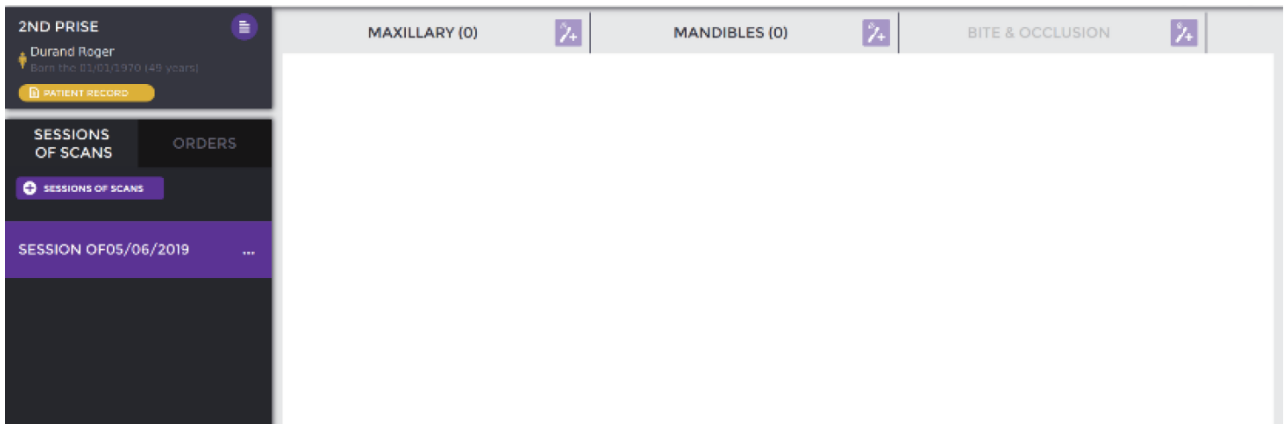 2ND PRISE
Durand Roger
Born the 01/01/1970 (49 years)
PATIENT RECORD
SESSIONS
OF SCANS
ORDERS
SESSIONS OF SCANS
SESSION OF05/06/2019
...
MAXILLARY (0)
MANDIBLES (0)
BITE & OCCLUSION